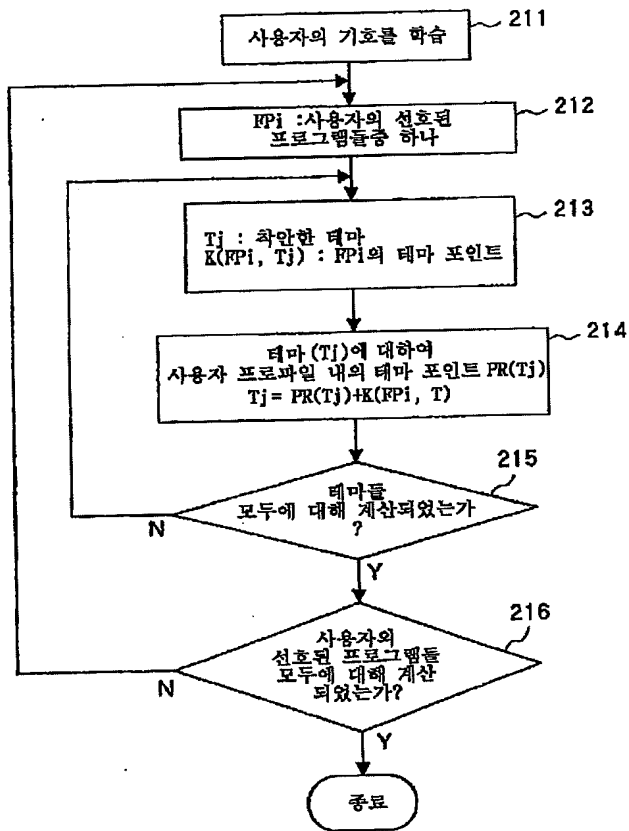 사용자의 기호를 학습
211
FPi :사용자의 선호된
프로그램들중 하나
212
Tj : 착안한 테마
K(FPi, Tj) : FPi의 테마 포인트
213
테마(Tj)에 대하여
사용자 프로파일 내의 테마 포인트 PR(Tj)
Tj= PR(Tj)+K(FPi, T)
214
테마들
모두에 대해 계산되었는가
?
215
N
Y
사용자의
선호된 프로그램들
모두에 대해 계산
되었는가?
216
N
Y
종료